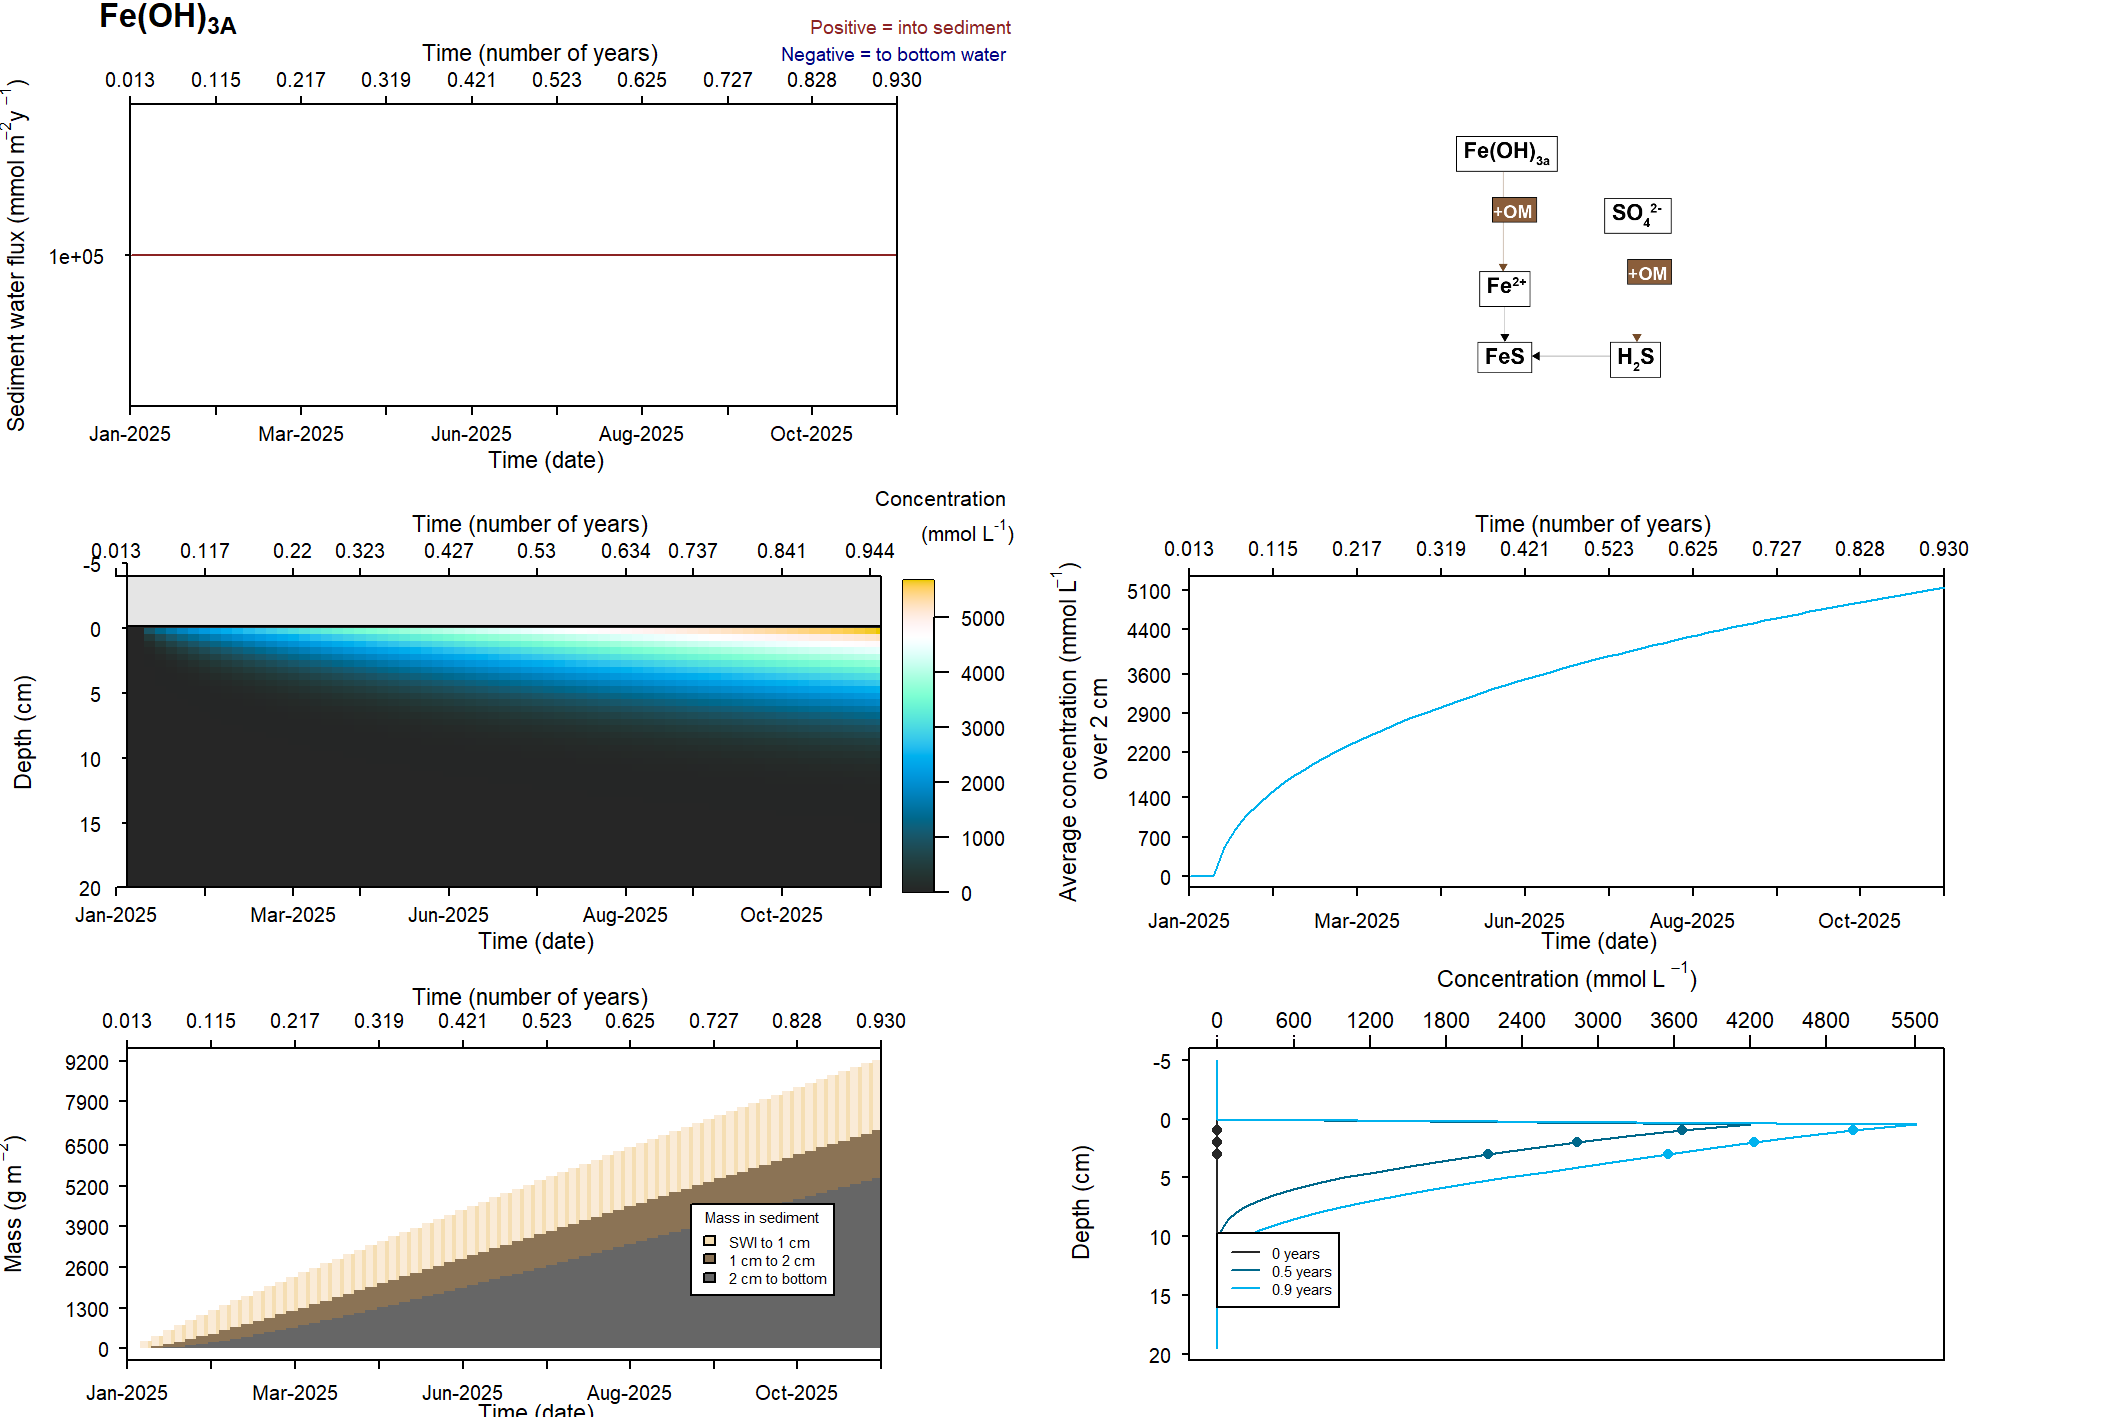 Fe(OH)3A
Positive = into sediment
Negative = to bottom water
Time (number of years)
0.013 0.115 0.217 0.319 0.421 0.523 0.625 0.727 0.828 0.930
Sediment water flux (mmol m−2y−1)
1e+05
Jan-2025 Mar-2025 Jun-2025 Aug-2025 Oct-2025
Time (date)
Fe(OH)3a
+OM
SO42-
+OM
Fe2+
FeS
H2S
Concentration
(mmol L-1)
Time (number of years)
0.013 0.117 0.22 0.323 0.427 0.53 0.634 0.737 0.841 0.944
Depth (cm)
-5
0
5
10
15
20
5000
4000
3000
2000
1000
0
Jan-2025 Mar-2025 Jun-2025 Aug-2025 Oct-2025
Time (date)
Time (number of years)
0.013 0.115 0.217 0.319 0.421 0.523 0.625 0.727 0.828 0.930
Average concentration (mmol L−1)
over 2 cm
5100
4400
3600
2900
2200
1400
700
0
Jan-2025 Mar-2025 Jun-2025 Aug-2025 Oct-2025
Time (date)
Time (number of years)
0.013 0.115 0.217 0.319 0.421 0.523 0.625 0.727 0.828 0.930
Mass (g m−2)
9200
7900
6500
5200
3900
2600
1300
0
Mass in sediment
SWI to 1 cm
1 cm to 2 cm
2 cm to bottom
Jan-2025 Mar-2025 Jun-2025 Aug-2025 Oct-2025
Time (date)
Concentration (mmol L −1)
0 600 1200 1800 2400 3000 3600 4200 4800 5500
Depth (cm)
-5
0
5
10
15
20
0 years
0.5 years
0.9 years